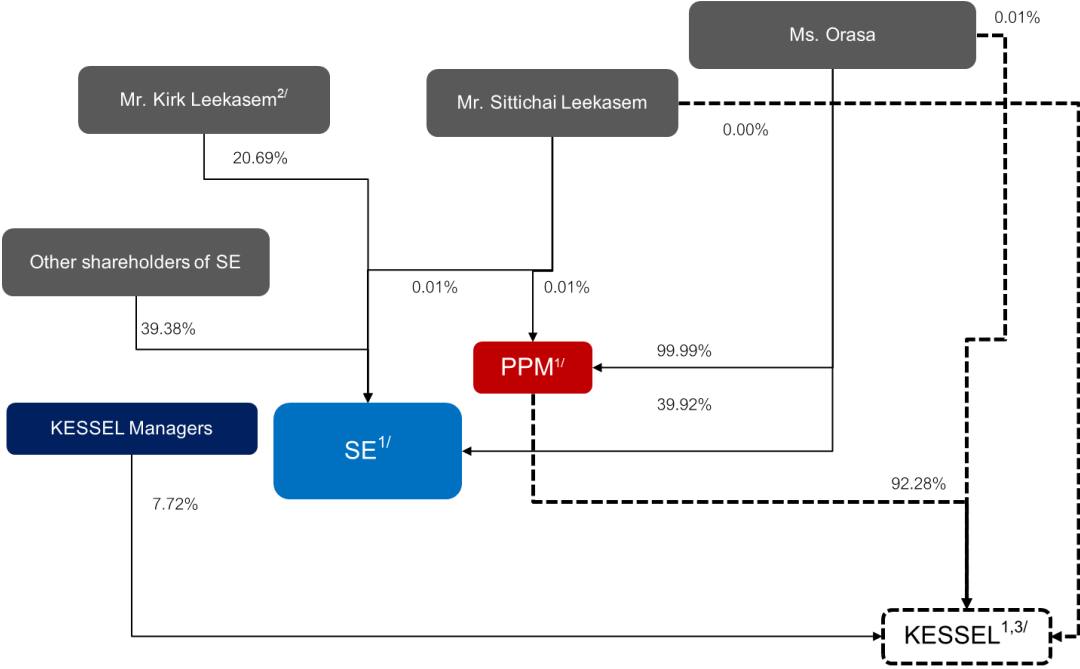 Ms. Orasa
0.01%
Mr. Kirk Leekasem2/
Mr. Sittichai Leekasem
0.00%
20.69%
Other shareholders of SE
0.01%
0.01%
39.38%
PPM1/
99.99%
39.92%
KESSEL Managers
SE1/
92.28%
7.72%
KESSEL1,3/